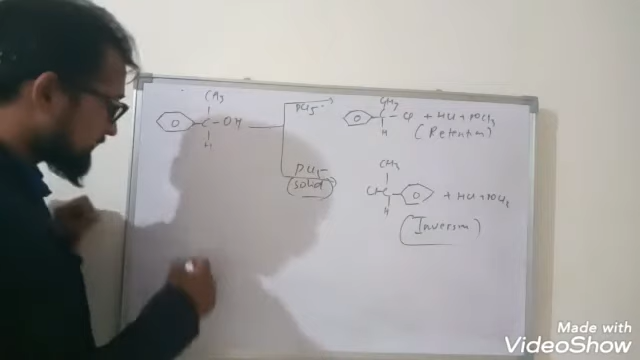 CH3
C - OH
H
PCl5
CH3
C - Cl + HCl + POCl3
H
(Retention)
PCl5
(Solid)
CH3
Cl-C
+ HCl + POCl3
H
(Inversion)
Made with
VideoShow